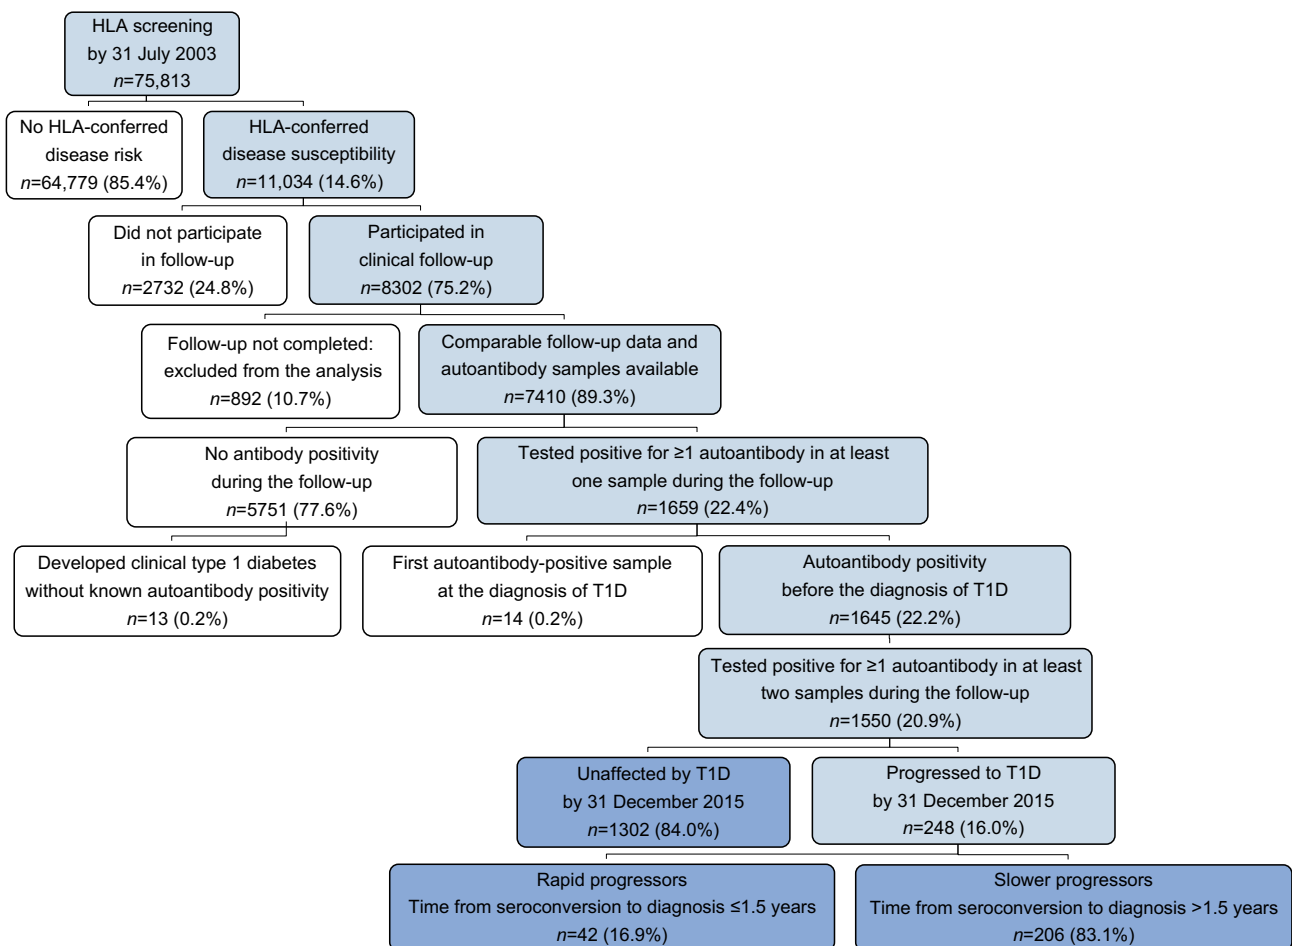 HLA screening
by 31 July 2003
n=75,813
No HLA-conferred
disease risk
n=64,779 (85.4%)
HLA-conferred
disease susceptibility
n=11,034 (14.6%)
Did not participate
in follow-up
n=2732 (24.8%)
Participated in
clinical follow-up
n=8302 (75.2%)
Follow-up not completed:
excluded from the analysis
n=892 (10.7%)
Comparable follow-up data and
autoantibody samples available
n=7410 (89.3%)
No antibody positivity
during the follow-up
n=5751 (77.6%)
Tested positive for ≥1 autoantibody in at least
one sample during the follow-up
n=1659 (22.4%)
Developed clinical type 1 diabetes
without known autoantibody positivity
n=13 (0.2%)
First autoantibody-positive sample
at the diagnosis of T1D
n=14 (0.2%)
Autoantibody positivity
before the diagnosis of T1D
n=1645 (22.2%)
Tested positive for ≥1 autoantibody in at least
two samples during the follow-up
n=1550 (20.9%)
Unaffected by T1D
by 31 December 2015
n=1302 (84.0%)
Progressed to T1D
by 31 December 2015
n=248 (16.0%)
Rapid progressors
Time from seroconversion to diagnosis ≤1.5 years
n=42 (16.9%)
Slower progressors
Time from seroconversion to diagnosis >1.5 years
n=206 (83.1%)